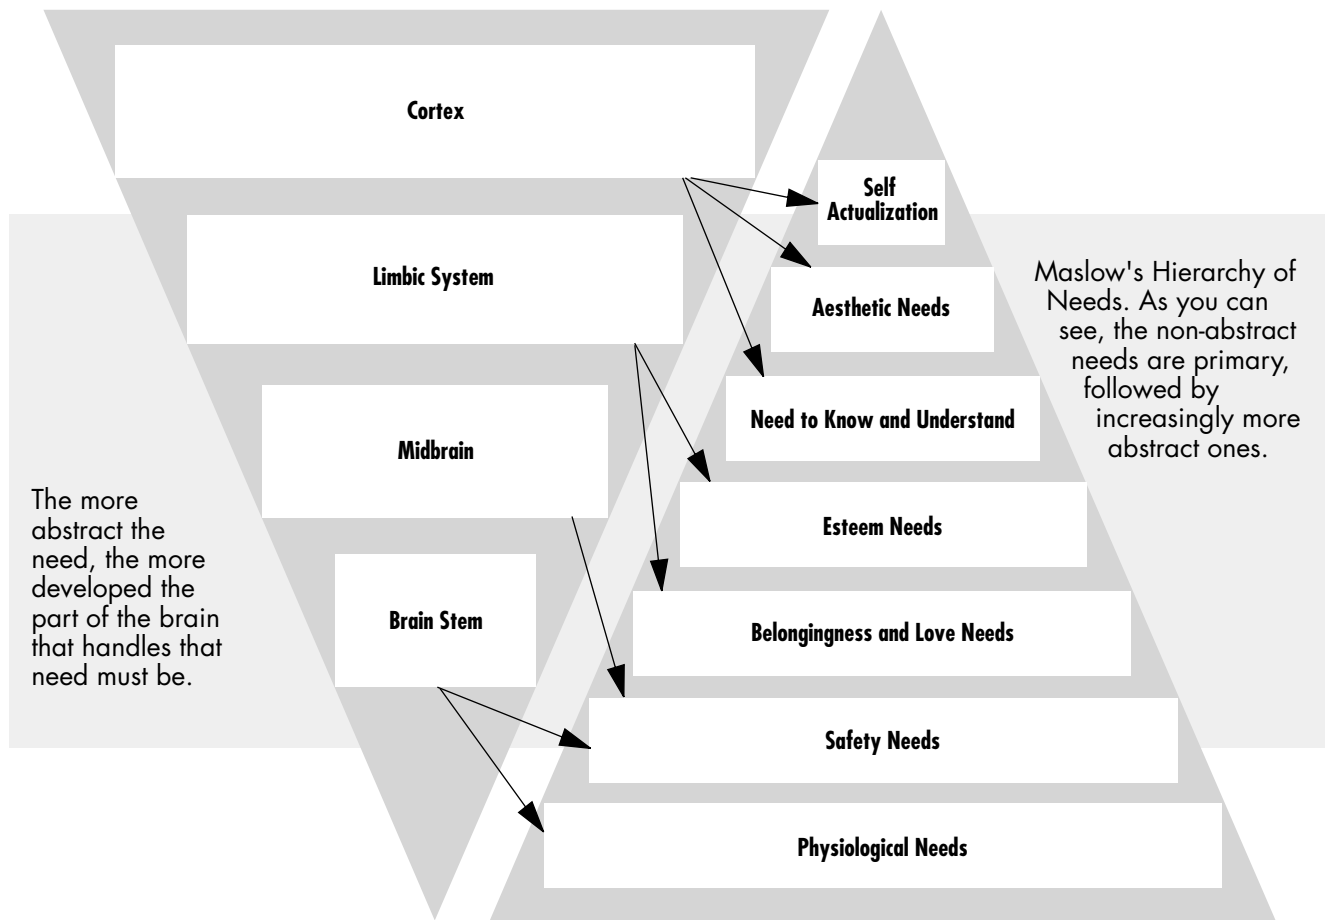 Cortex
Limbic System
Midbrain
Brain Stem
The more
abstract the
need, the more
developed the
part of the brain
that handles that
need must be.
Self
Actualization
Aesthetic Needs
Need to Know and Understand
Esteem Needs
Belongingness and Love Needs
Safety Needs
Physiological Needs
Maslow's Hierarchy of
Needs. As you can
see, the non-abstract
needs are primary,
followed by
increasingly more
abstract ones.